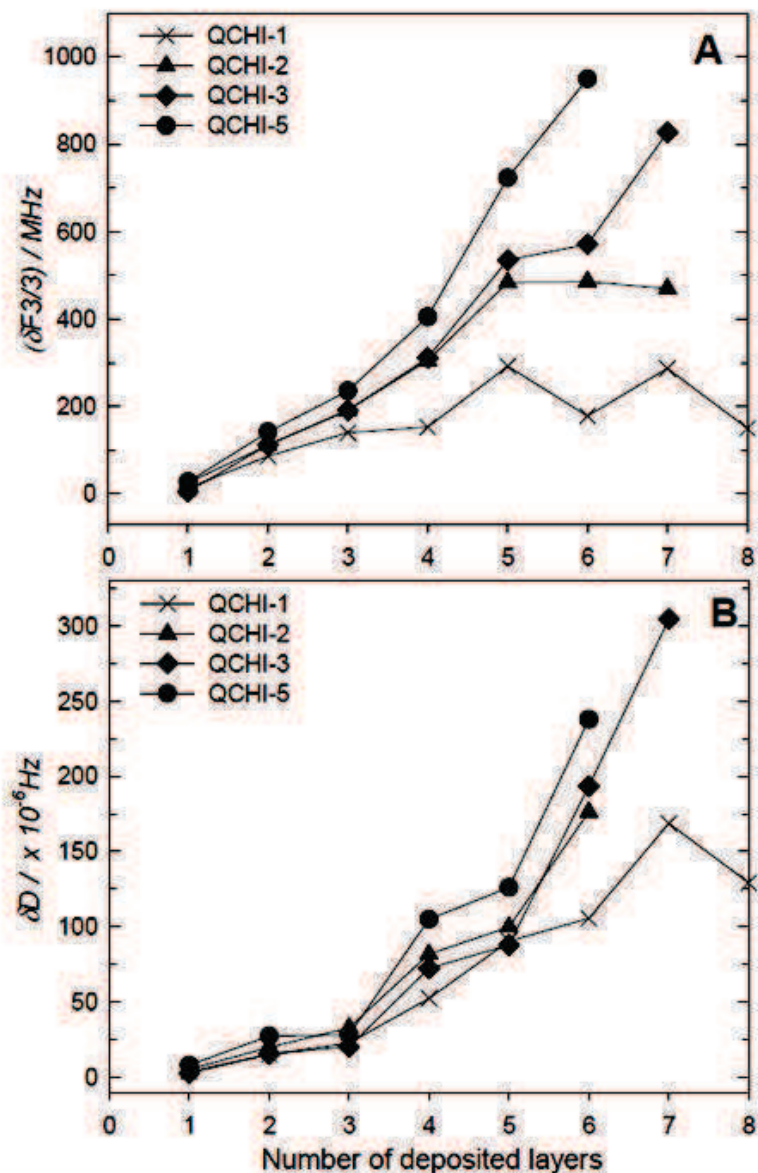 A
QCHI-1
QCHI-2
QCHI-3
QCHI-5
1000
800
600
400
200
0
(δF3/3) / MHz
0 1 2 3 4 5 6 7 8
B
QCHI-1
QCHI-2
QCHI-3
QCHI-5
300
250
200
150
100
50
0
δD / x 10⁻⁶Hz
0 1 2 3 4 5 6 7 8
Number of deposited layers